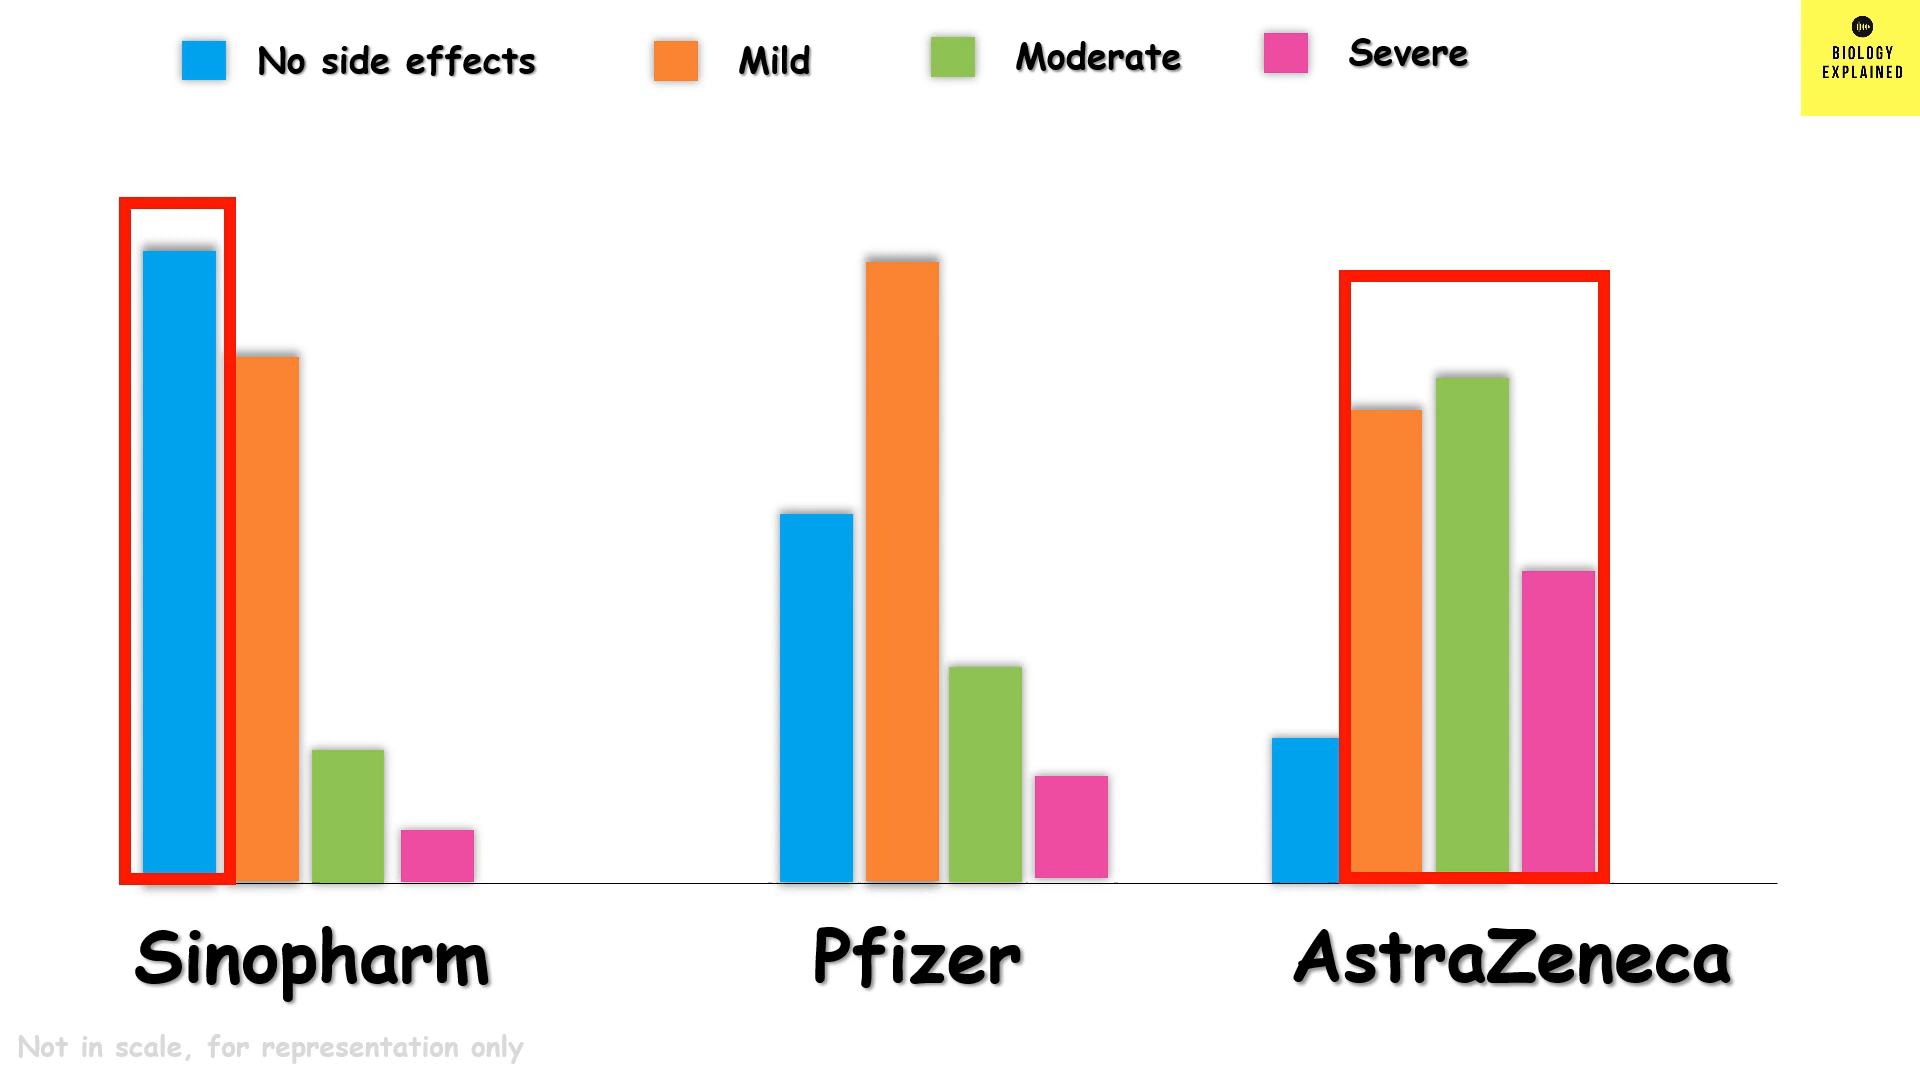 No side effects
Mild
Moderate
Severe
BIOLOGY
EXPLAINED
Sinopharm
Pfizer
AstraZeneca
Not in scale, for representation only